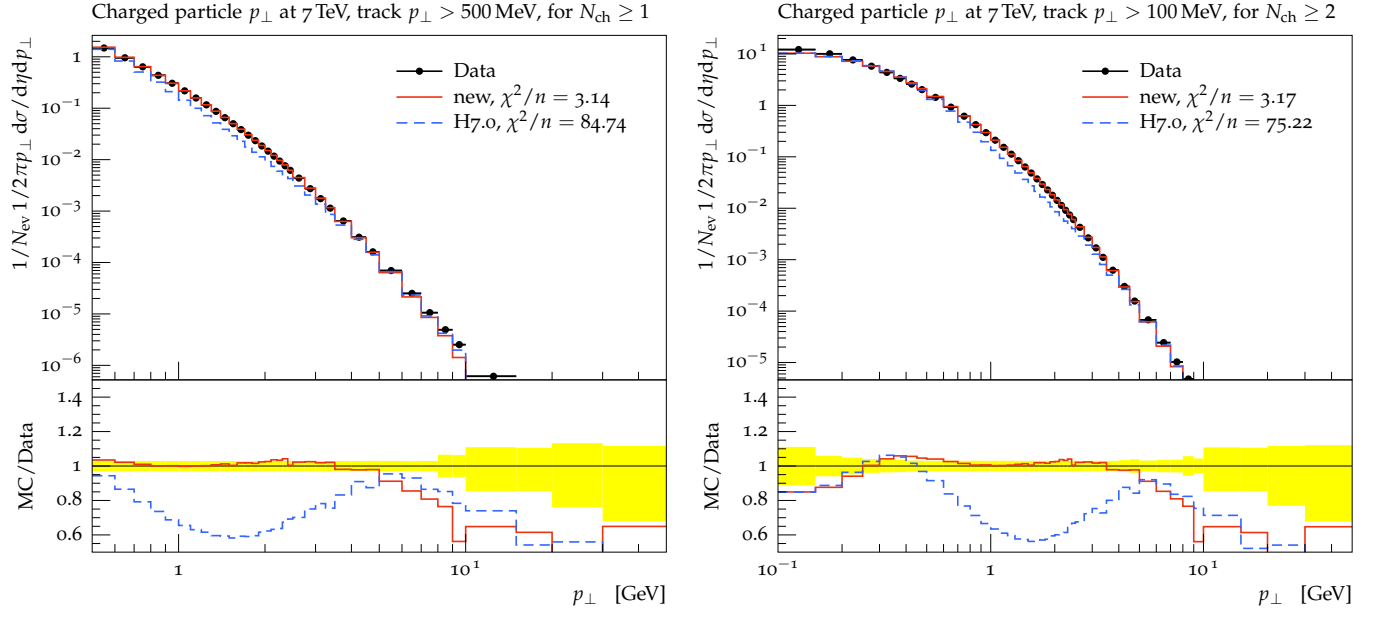 Charged particle p⊥ at 7 TeV, track p⊥ > 500 MeV, for Nch ≥ 1
1/Nev 1/2πp⊥ dσ/dηdp⊥
1
10⁻¹
10⁻²
10⁻³
10⁻⁴
10⁻⁵
10⁻⁶
Data
new, χ²/n = 3.14
H7.0, χ²/n = 84.74
MC/Data
1.4
1.2
1
0.8
0.6
1
10¹
p⊥ [GeV]
Charged particle p⊥ at 7 TeV, track p⊥ > 100 MeV, for Nch ≥ 2
1/Nev 1/2πp⊥ dσ/dηdp⊥
10¹
1
10⁻¹
10⁻²
10⁻³
10⁻⁴
10⁻⁵
Data
new, χ²/n = 3.17
H7.0, χ²/n = 75.22
MC/Data
1.4
1.2
1
0.8
0.6
10⁻¹
1
10¹
p⊥ [GeV]